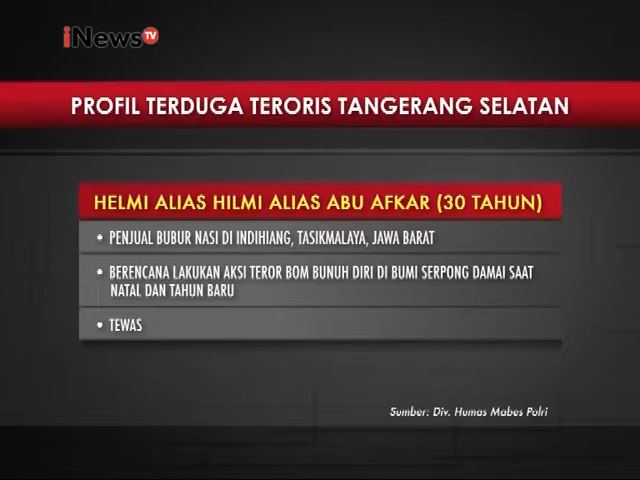 iNews TV
PROFIL TERDUGA TERORIS TANGERANG SELATAN
HELMI ALIAS HILMI ALIAS ABU AFKAR (30 TAHUN)
• PENJUAL BUBUR NASI DI INDIHIANG, TASIKMALAYA, JAWA BARAT
• BERENCANA LAKUKAN AKSI TEROR BOM BUNUH DIRI DI BUMI SERPONG DAMAI SAAT
NATAL DAN TAHUN BARU
• TEWAS
Sumber: Div. Humas Mabes Polri